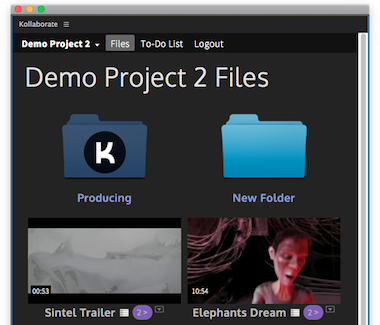 Kollaborate
Demo Project 2 Files To-Do List Logout
Demo Project 2 Files
K
Producing New Folder
00:53 10:54
Sintel Trailer 2 > Elephants Dream 2 >